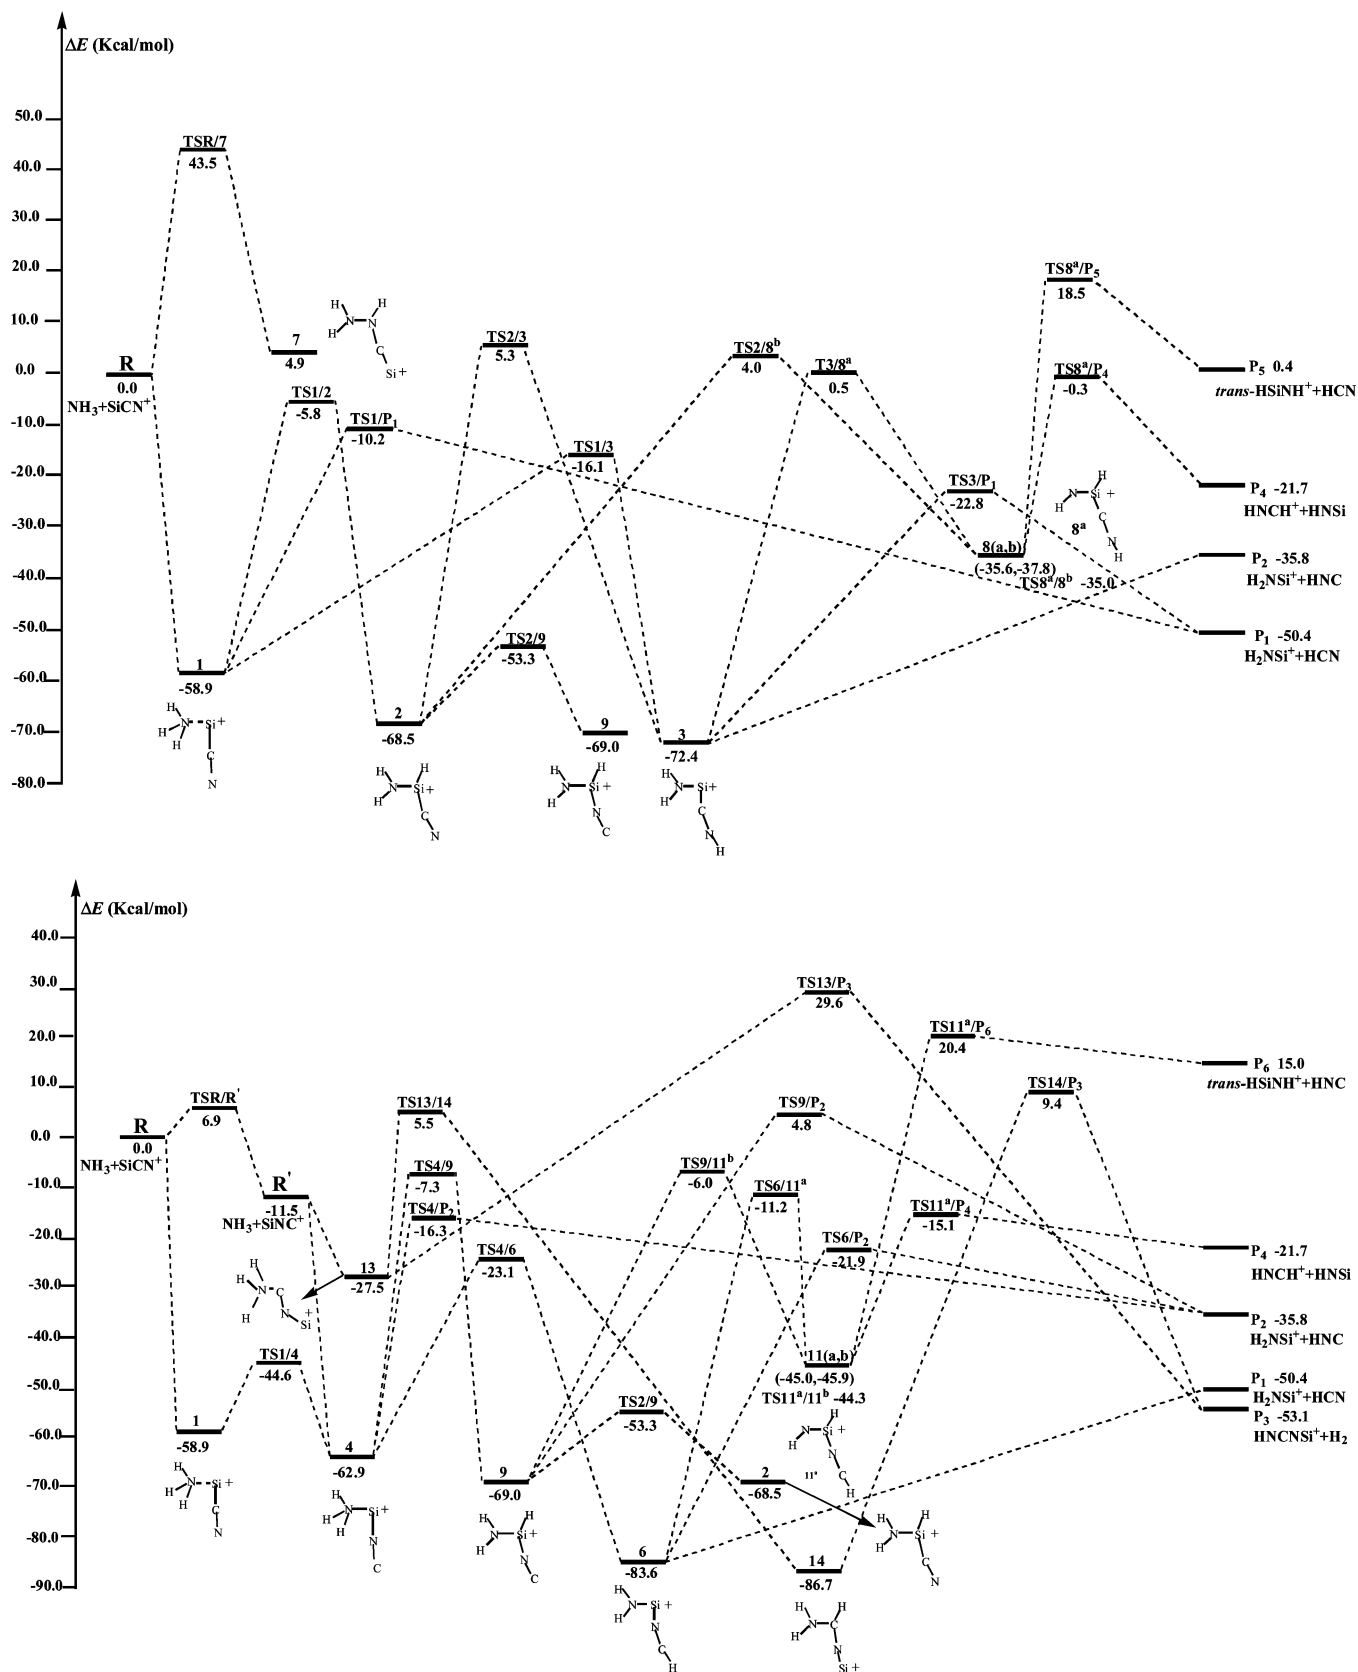 ΔE (Kcal/mol)
50.0
40.0
30.0
20.0
10.0
0.0
-10.0
-20.0
-30.0
-40.0
-50.0
-60.0
-70.0
-80.0
TSR/7
43.5
R
0.0
NH3+SiCN+
7
4.9
H
H
N
N
H
C
Si+
TS1/2
-5.8
TS1/P1
-10.2
TS2/3
5.3
TS1/3
-16.1
TS2/8b
4.0
T3/8a
0.5
TS8a/P5
18.5
TS8a/P4
-0.3
TS3/P1
-22.8
H
N
Si
+
H
C
8a
N
H
8(a,b)
(-35.6,-37.8)
TS8a/8b -35.0
P5 0.4
trans-HSiNH++HCN
P4 -21.7
HNCH++HNSi
P2 -35.8
H2NSi++HNC
P1 -50.4
H2NSi++HCN
1
-58.9
H
H
N
Si
+
H
C
N
2
-68.5
H
H
N
Si+
H
C
N
TS2/9
-53.3
9
-69.0
H
H
N
Si
+
H
N
C
3
-72.4
H
H
N
Si+
C
N
H
ΔE (Kcal/mol)
40.0
30.0
20.0
10.0
0.0
-10.0
-20.0
-30.0
-40.0
-50.0
-60.0
-70.0
-80.0
-90.0
R
0.0
NH3+SiCN+
TSR/R'
6.9
R'
-11.5
NH3+SiNC+
13
-27.5
H
H
N
C
H
N
Si
+
TS1/4
-44.6
1
-58.9
H
H
N
Si
+
H
C
N
4
-62.9
H
H
N
Si
+
H
N
C
TS13/14
5.5
TS4/9
-7.3
TS4/P2
-16.3
TS4/6
-23.1
9
-69.0
H
H
N
Si
+
H
N
C
TS13/P3
29.6
TS9/P2
4.8
TS9/11b
-6.0
TS6/11a
-11.2
TS6/P2
-21.9
TS11a/P6
20.4
TS14/P3
9.4
TS11a/P4
-15.1
11(a,b)
(-45.0,-45.9)
TS11a/11b -44.3
H
N
Si
+
H
N
11a
C
H
TS2/9
-53.3
2
-68.5
H
H
N
Si
+
H
C
N
6
-83.6
H
N
Si
+
H
N
C
H
14
-86.7
H
H
N
C
H
N
Si+
P6 15.0
trans-HSiNH++HNC
P4 -21.7
HNCH++HNSi
P2 -35.8
H2NSi++HNC
P1 -50.4
H2NSi++HCN
P3 -53.1
HNCNSi++H2